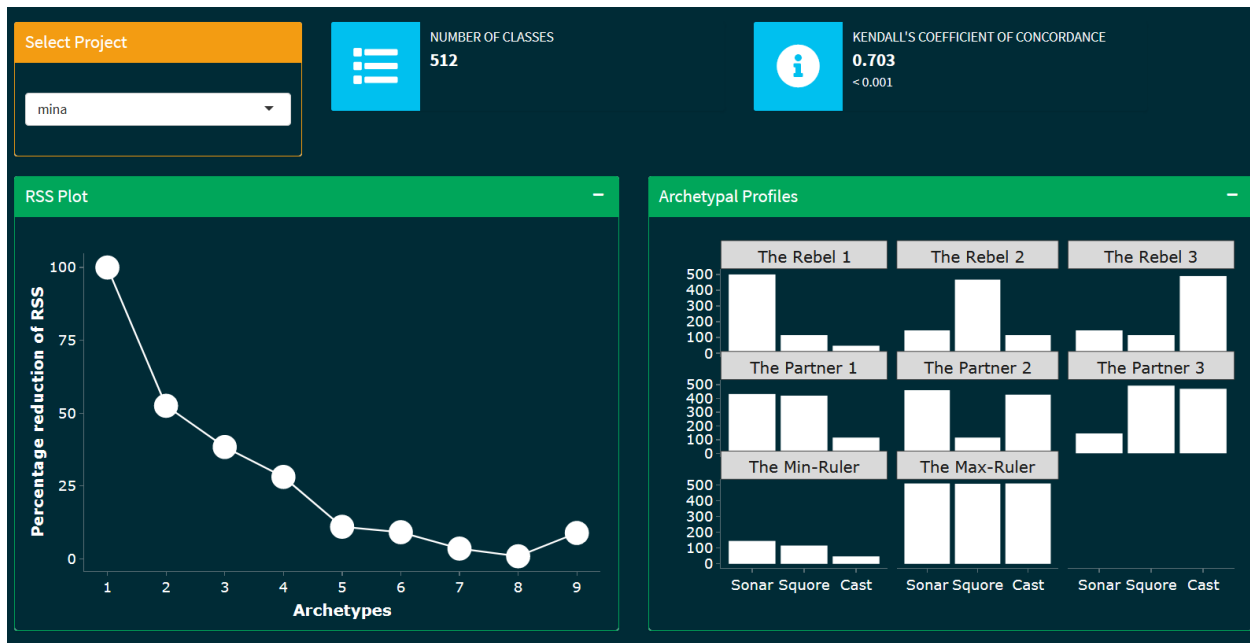 Select Project
mina
NUMBER OF CLASSES
512
KENDALL'S COEFFICIENT OF CONCORDANCE
0.703
< 0.001
RSS Plot
Percentage reduction of RSS
100
75
50
25
0
1 2 3 4 5 6 7 8 9
Archetypes
Archetypal Profiles
The Rebel 1 The Rebel 2 The Rebel 3
500
400
300
200
100
0
The Partner 1 The Partner 2 The Partner 3
500
400
300
200
100
0
The Min-Ruler The Max-Ruler
500
400
300
200
100
0
Sonar Squore Cast Sonar Squore Cast Sonar Squore Cast